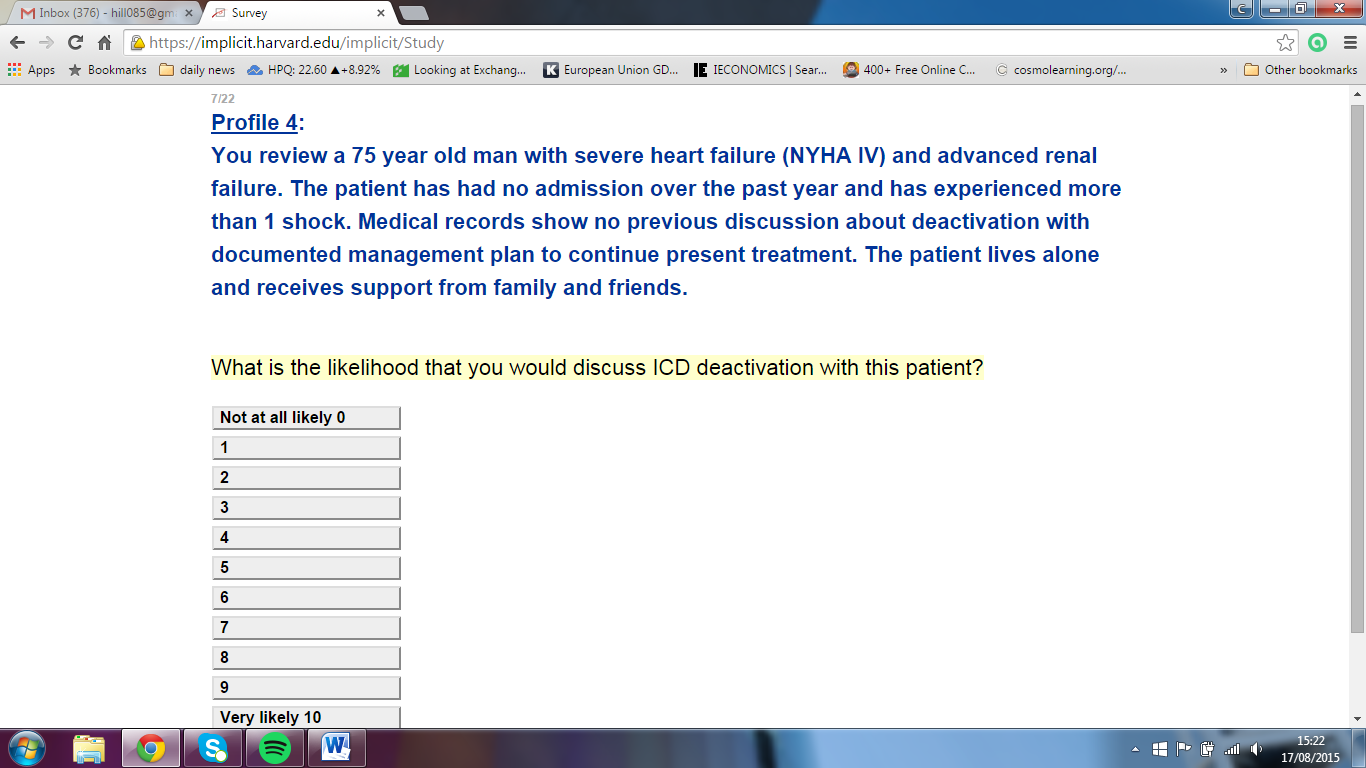 Inbox (376) - hill085@gm
Survey
C
https://implicit.harvard.edu/implicit/Study
Apps Bookmarks daily news HPQ: 22.60 ▲+8.92% Looking at Exchang... K European Union GD... IE IECONOMICS | Sear... 400+ Free Online C... cosmolearning.org/... » Other bookmarks
7/22
Profile 4:
You review a 75 year old man with severe heart failure (NYHA IV) and advanced renal
failure. The patient has had no admission over the past year and has experienced more
than 1 shock. Medical records show no previous discussion about deactivation with
documented management plan to continue present treatment. The patient lives alone
and receives support from family and friends.
What is the likelihood that you would discuss ICD deactivation with this patient?
Not at all likely 0
1
2
3
4
5
6
7
8
9
Very likely 10
15:22
17/08/2015